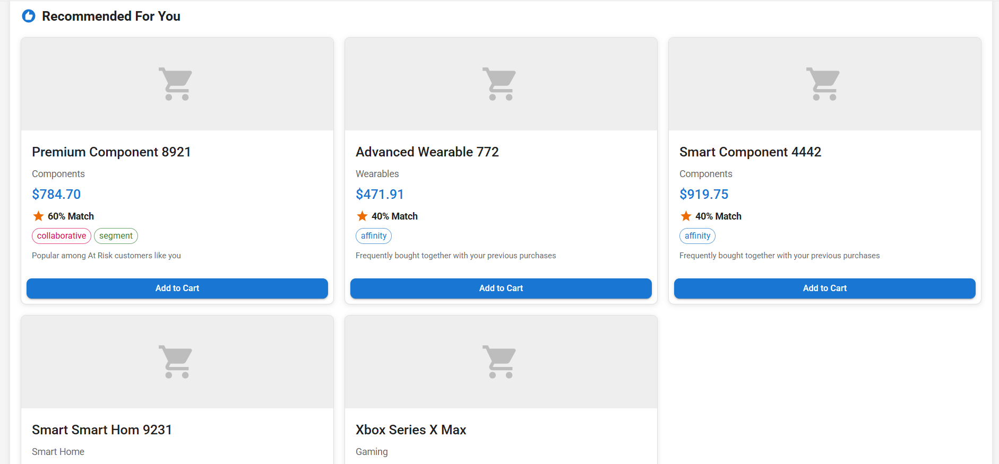 Recommended For You
Premium Component 8921
Components
$784.70
60% Match
collaborative segment
Popular among At Risk customers like you
Add to Cart
Advanced Wearable 772
Wearables
$471.91
40% Match
affinity
Frequently bought together with your previous purchases
Add to Cart
Smart Component 4442
Components
$919.75
40% Match
affinity
Frequently bought together with your previous purchases
Add to Cart
Smart Smart Hom 9231
Smart Home
Xbox Series X Max
Gaming